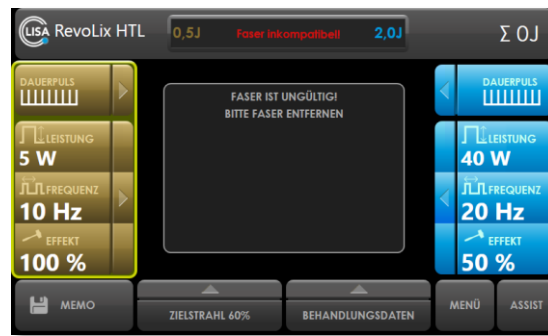 LISA RevoLix HTL
0,5J
Faser inkompatibel!
2,0J
Σ 0J
DAUERPULS
LEISTUNG
5 W
FREQUENZ
10 Hz
EFFEKT
100 %
FASER IST UNGÜLTIG!
BITTE FASER ENTFERNEN
DAUERPULS
LEISTUNG
40 W
FREQUENZ
20 Hz
EFFEKT
50 %
MEMO
ZIELSTRAHL 60%
BEHANDLUNGSDATEN
MENÜ
ASSIST